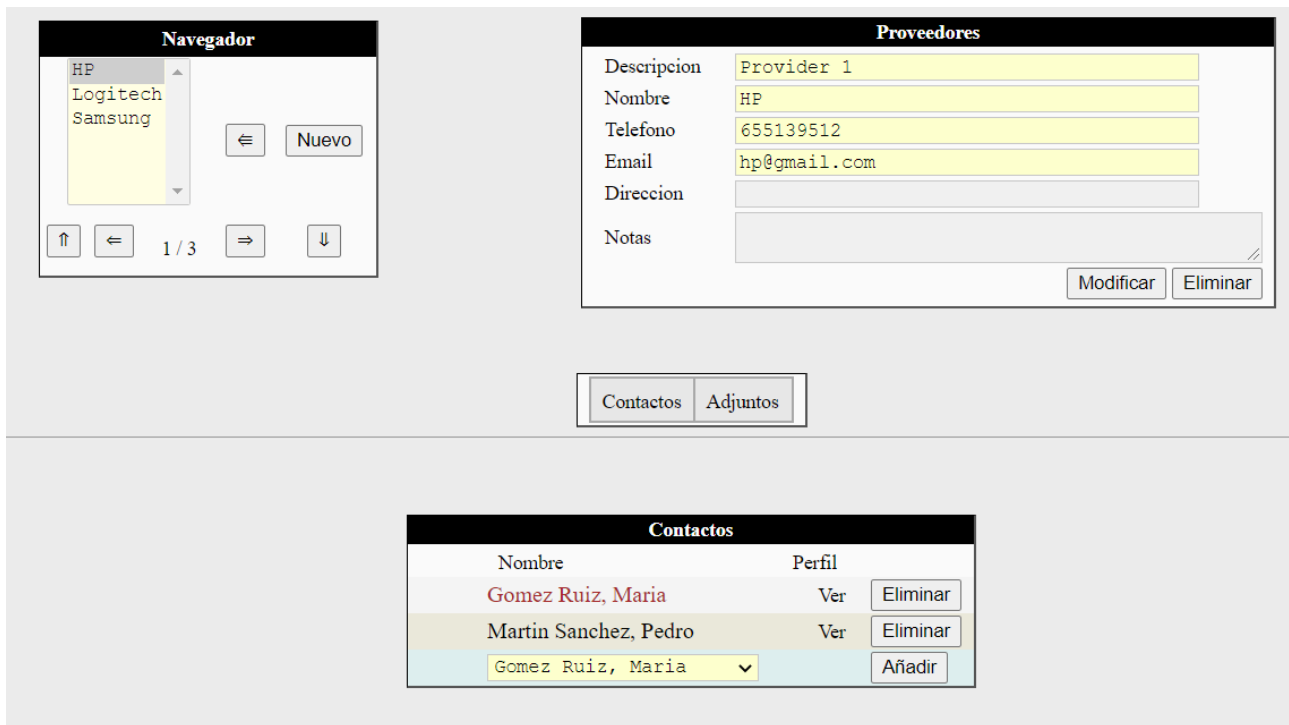 Navegador
HP
Logitech
Samsung
⇚ Nuevo
⇑ ⇐ 1 / 3 ⇒ ⇓
Proveedores
Descripcion Provider 1
Nombre HP
Telefono 655139512
Email hp@gmail.com
Direccion
Notas
Modificar Eliminar
Contactos Adjuntos
Contactos
Nombre Perfil
Gomez Ruiz, Maria Ver Eliminar
Martin Sanchez, Pedro Ver Eliminar
Gomez Ruiz, Maria Añadir